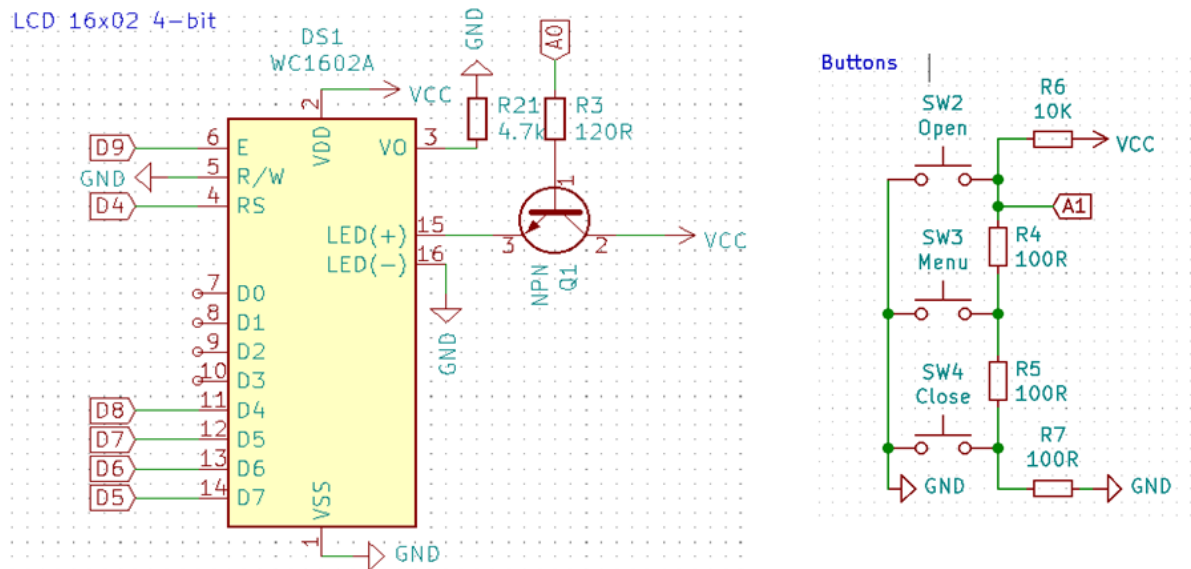 LCD 16x02 4-bit
DS1
WC1602A
GND
A0
VCC
2
VDD
R21
4.7k
R3
120R
D9
6
E
VO
3
GND
5
R/W
D4
4
RS
1
LED(+)
15
3
2
VCC
LED(-)
16
NPN
Q1
GND
7
D0
8
D1
9
D2
10
D3
D8
11
D4
D7
12
D5
D6
13
D6
D5
14
D7
VSS
1
GND
Buttons
SW2
Open
R6
10K
VCC
A1
SW3
Menu
R4
100R
SW4
Close
R5
100R
R7
100R
GND
GND